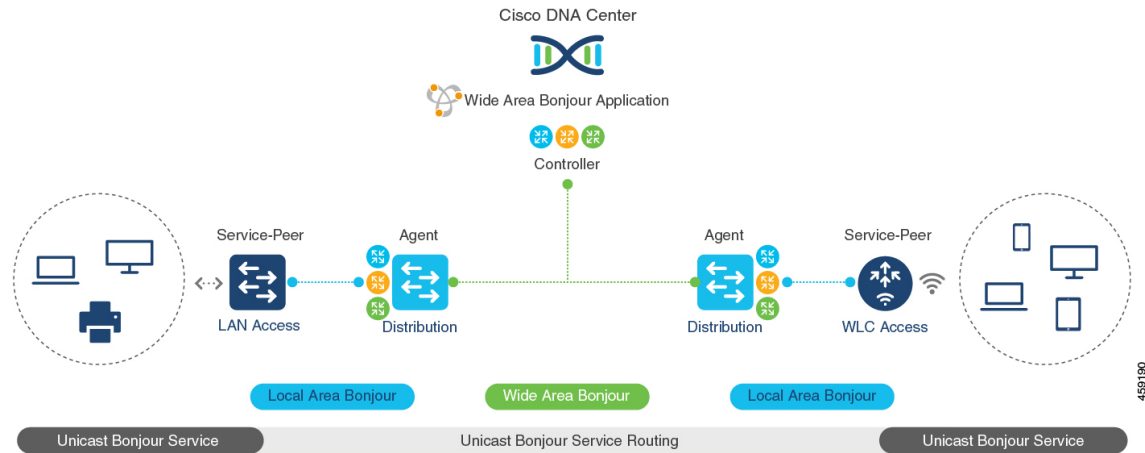 Cisco DNA Center
Wide Area Bonjour Application
Controller
Service-Peer
Agent
Agent
Service-Peer
LAN Access
Distribution
Distribution
WLC Access
Local Area Bonjour
Wide Area Bonjour
Local Area Bonjour
Unicast Bonjour Service
Unicast Bonjour Service Routing
Unicast Bonjour Service
459190